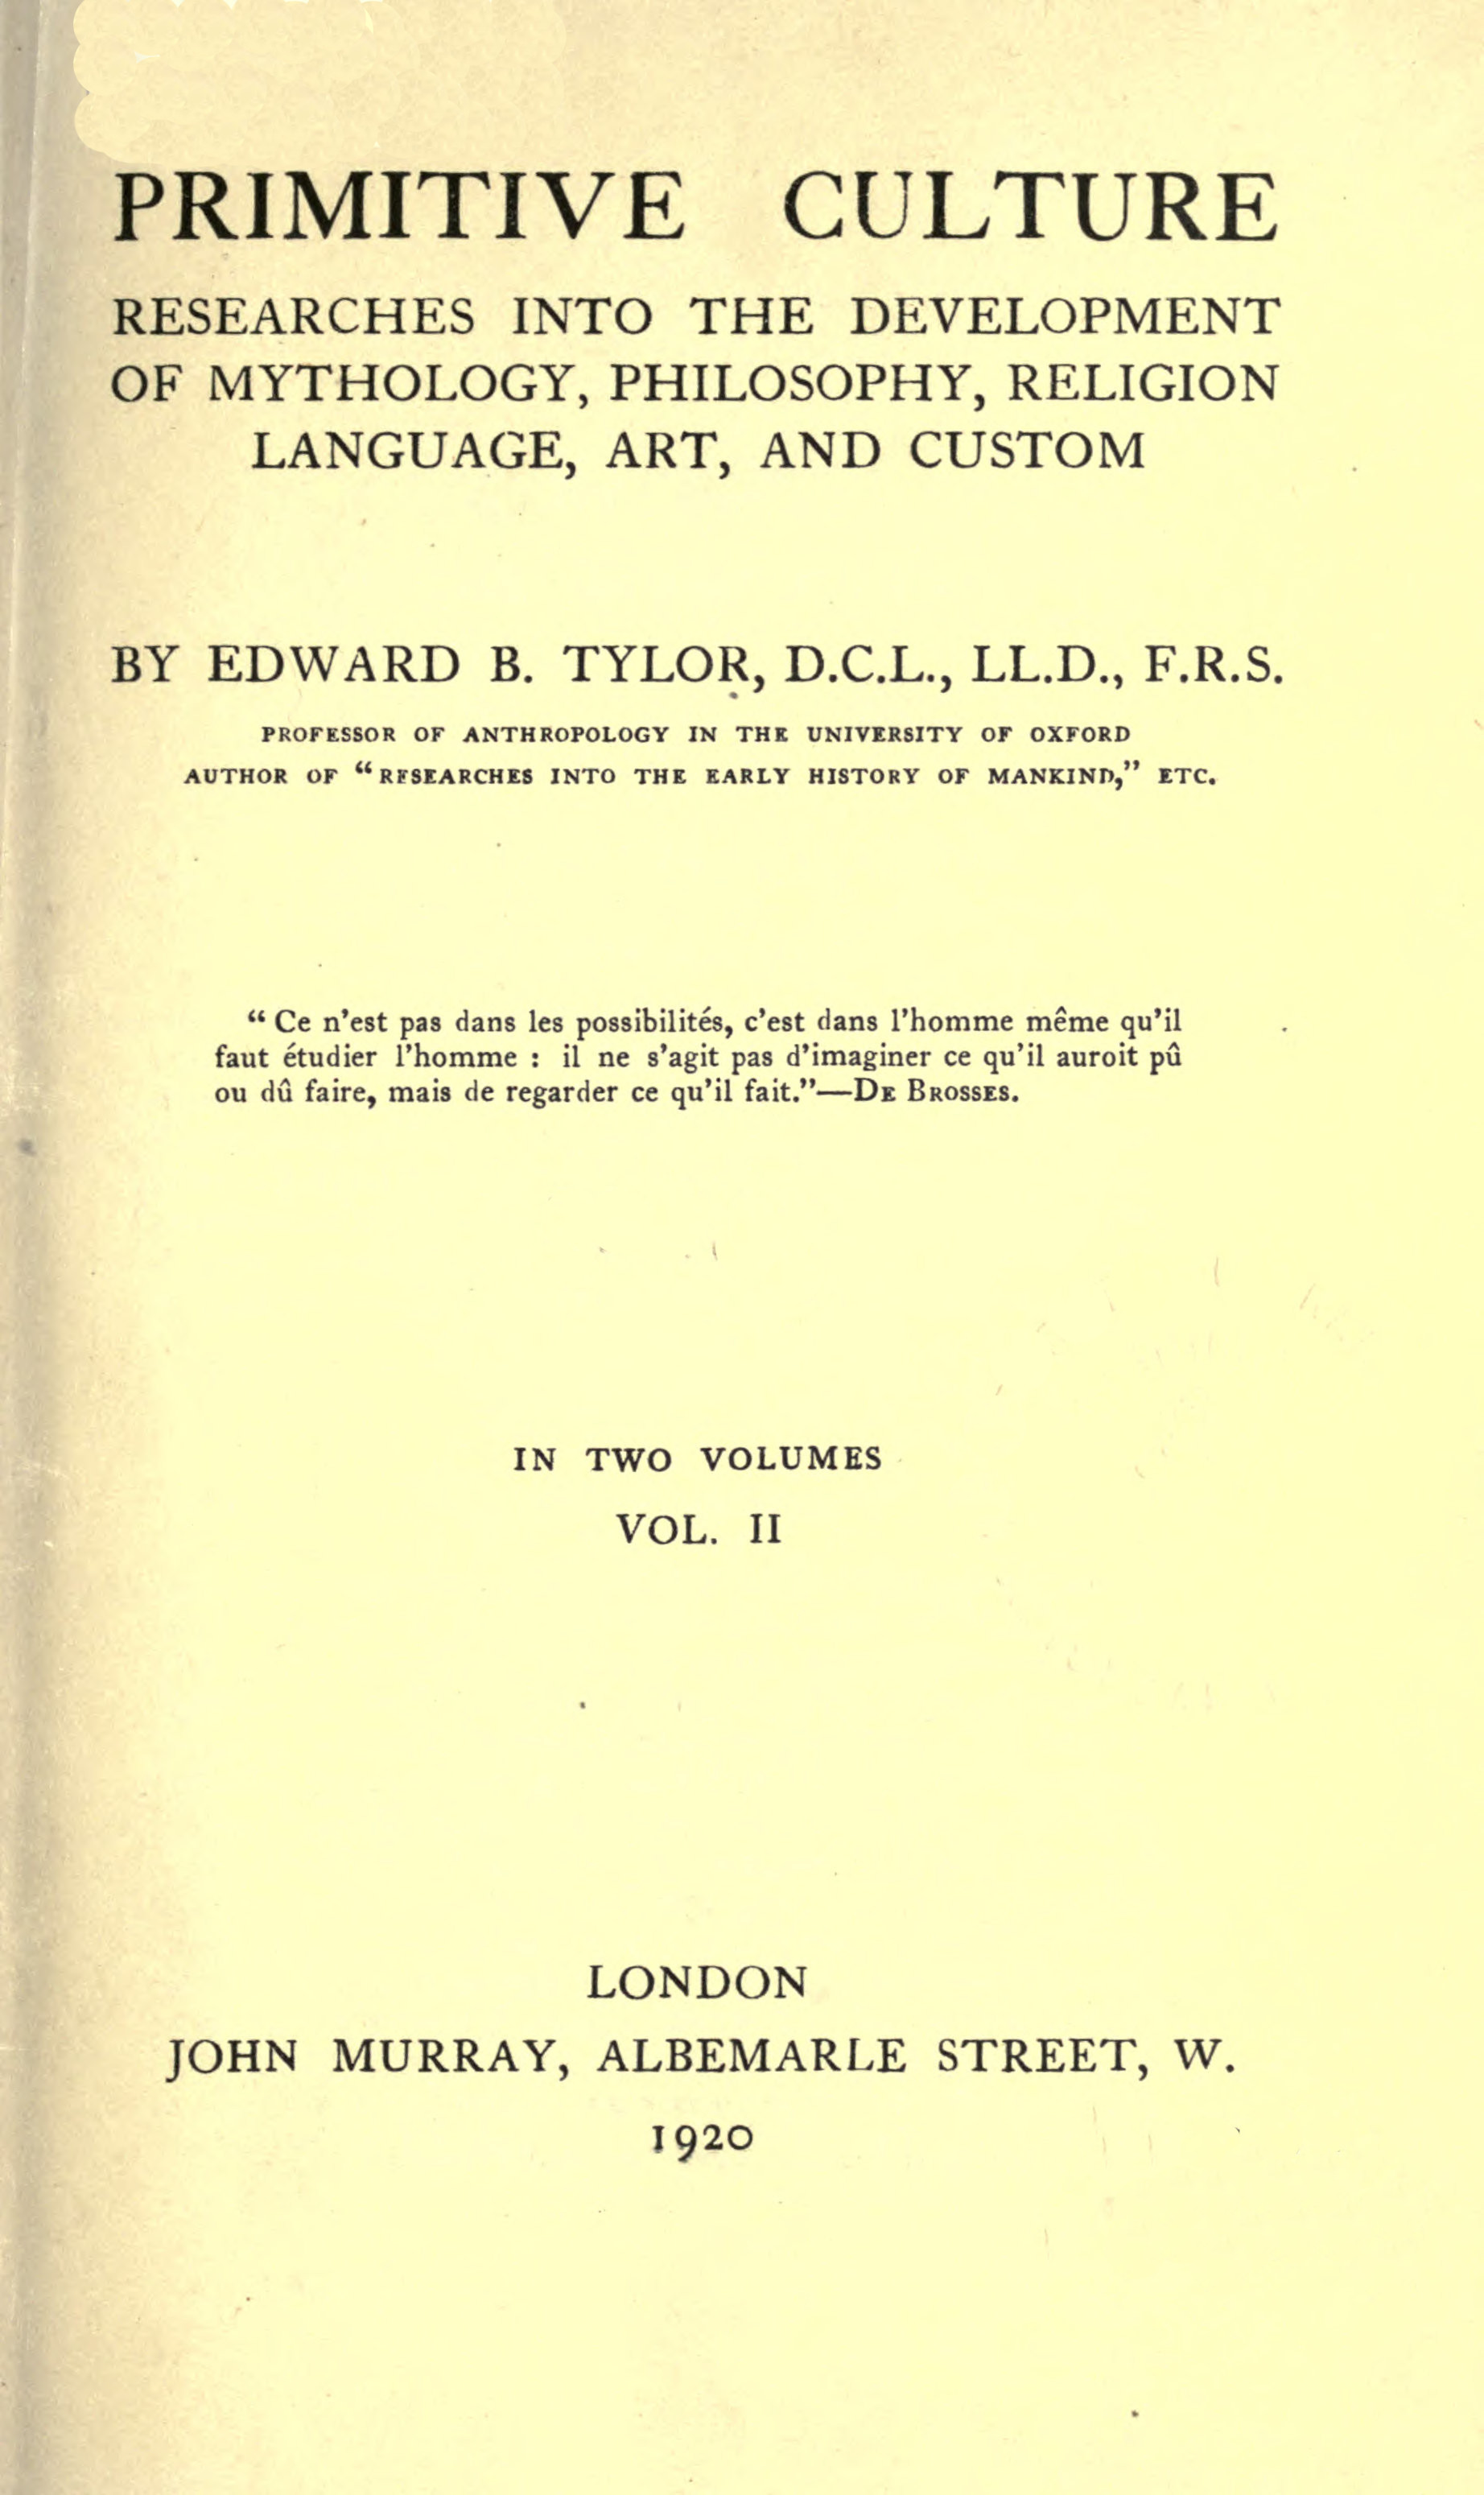 PRIMITIVE CULTURE
RESEARCHES INTO THE DEVELOPMENT
OF MYTHOLOGY, PHILOSOPHY, RELIGION
LANGUAGE, ART, AND CUSTOM
BY EDWARD B. TYLOR, D.C.L., LL.D., F.R.S.
PROFESSOR OF ANTHROPOLOGY IN THE UNIVERSITY OF OXFORD
AUTHOR OF “RESEARCHES INTO THE EARLY HISTORY OF MANKIND,” ETC.
“Ce n’est pas dans les possibilités, c’est dans l’homme même qu’il
faut étudier l’homme : il ne s’agit pas d’imaginer ce qu’il auroit pû
ou dû faire, mais de regarder ce qu’il fait.”—DE BROSSES.
IN TWO VOLUMES
VOL. II
LONDON
JOHN MURRAY, ALBEMARLE STREET, W.
1920